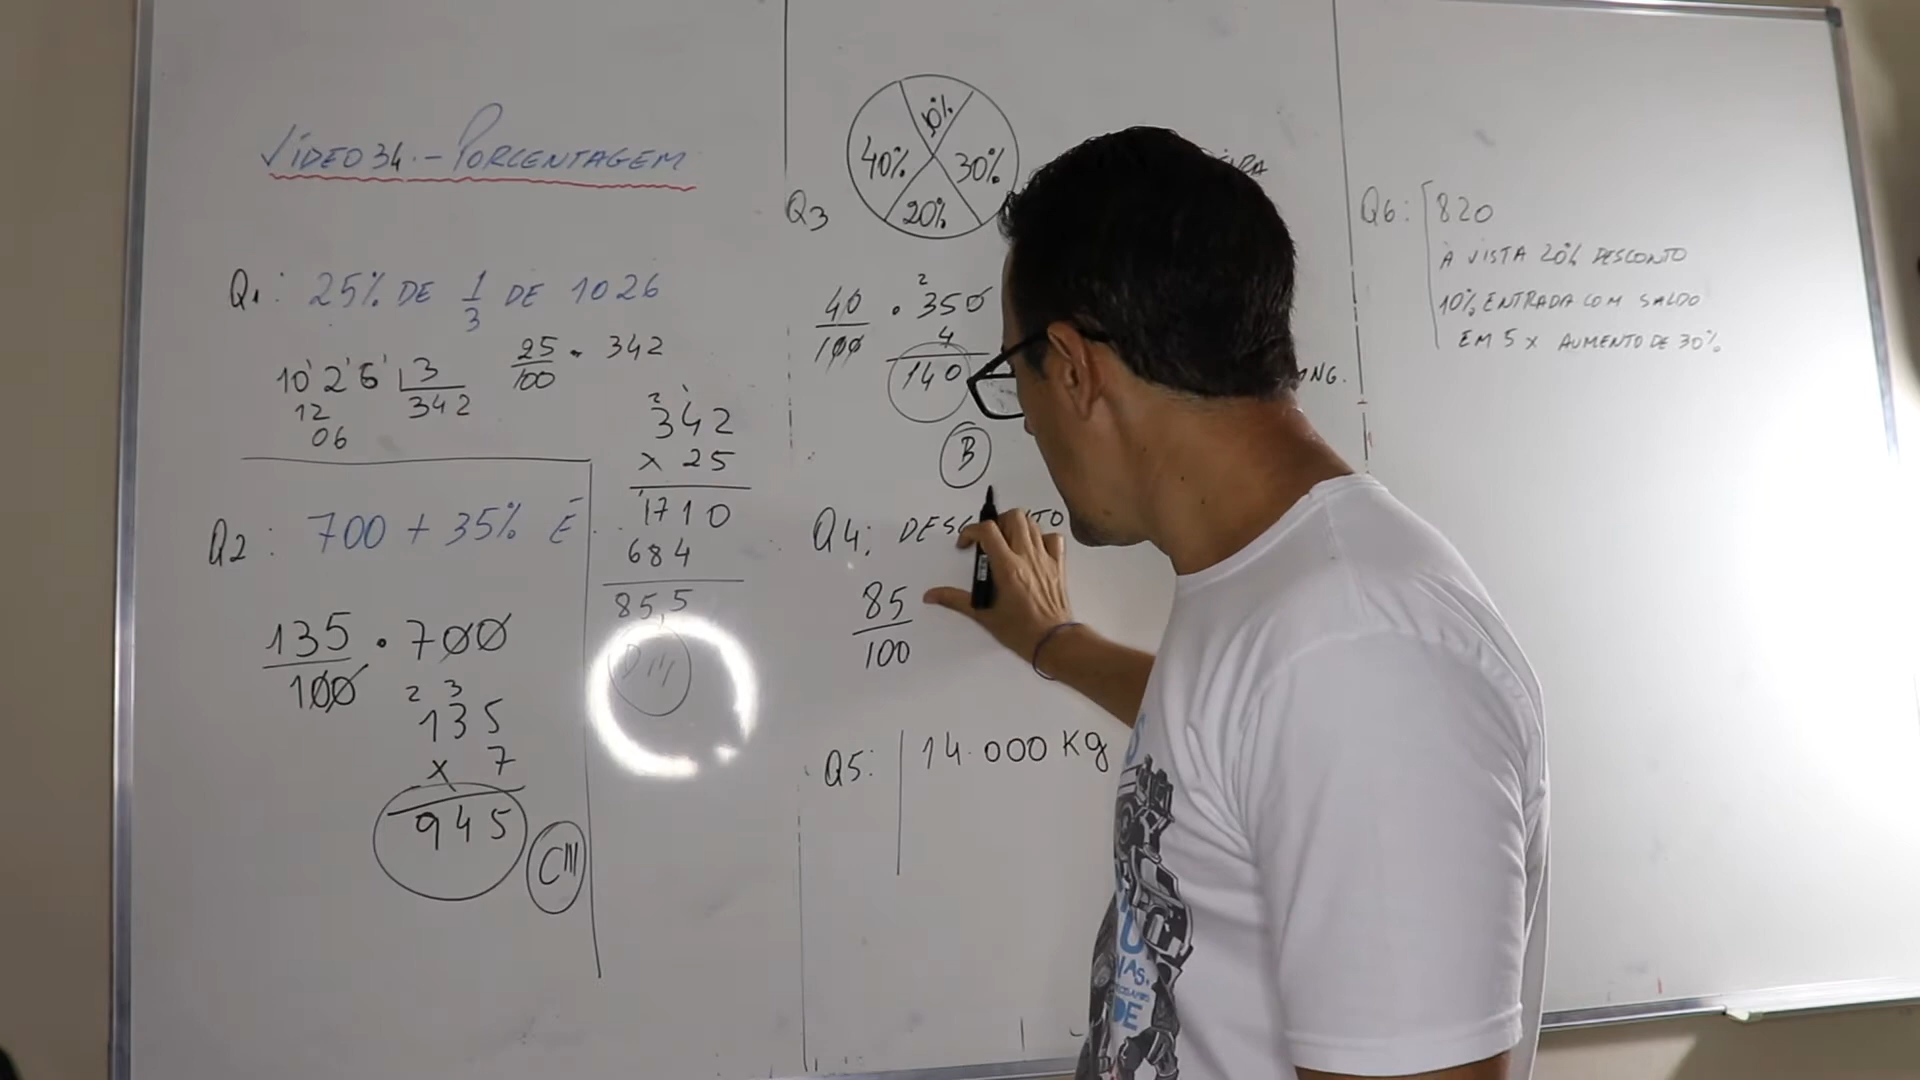 VÍDEO 34.-PORCENTAGEM
Q1: 25% DE 1/3 DE 1026
1026 3
12 342
06
25/100 . 342
342
x 25
1710
684
85,5
D
Q2: 700 + 35% É
135/100 . 700
135
x 7
945
C
Q3
10%
40% 30%
20%
40/100 . 350
4
140
B
Q4:
85
100
Q5: 14.000 Kg
Q6: 820
À VISTA 20% DESCONTO
10% ENTRADA COM SALDO
EM 5 X AUMENTO DE 30%.